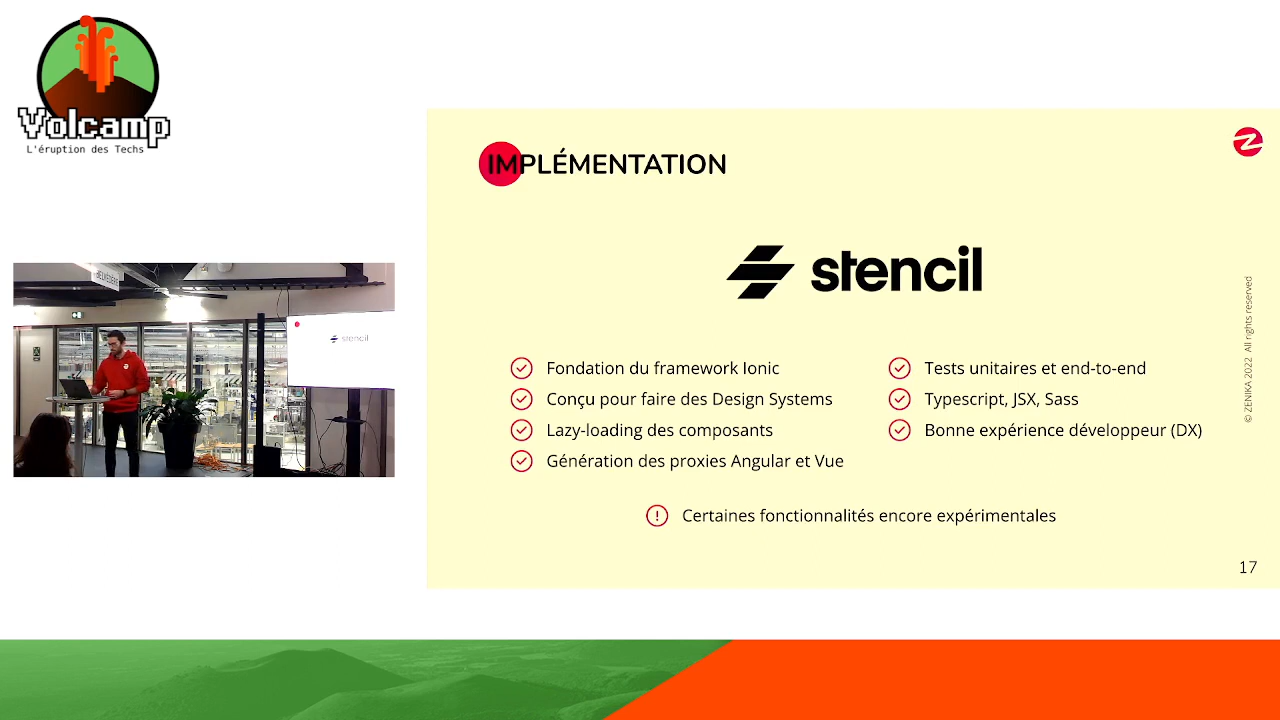 Volcamp
L'éruption des Techs
IMPLÉMENTATION
stencil
Fondation du framework Ionic
Conçu pour faire des Design Systems
Lazy-loading des composants
Génération des proxies Angular et Vue
Tests unitaires et end-to-end
Typescript, JSX, Sass
Bonne expérience développeur (DX)
Certaines fonctionnalités encore expérimentales
© ZENIKA 2022 All rights reserved
17
BELVÉDÈRE
stencil